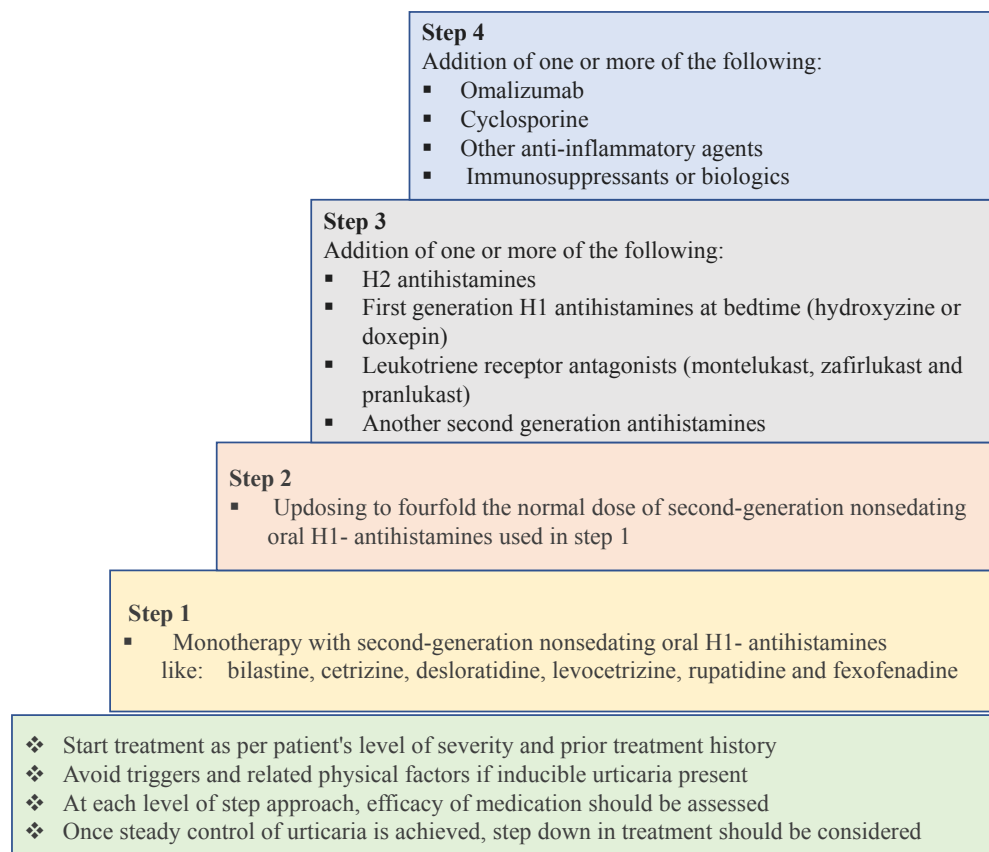 Step 4
Addition of one or more of the following:
▪ Omalizumab
▪ Cyclosporine
▪ Other anti-inflammatory agents
▪ Immunosuppressants or biologics
Step 3
Addition of one or more of the following:
▪ H2 antihistamines
▪ First generation H1 antihistamines at bedtime (hydroxyzine or
doxepin)
▪ Leukotriene receptor antagonists (montelukast, zafirlukast and
pranlukast)
▪ Another second generation antihistamines
Step 2
▪ Updosing to fourfold the normal dose of second-generation nonsedating
oral H1- antihistamines used in step 1
Step 1
▪ Monotherapy with second-generation nonsedating oral H1- antihistamines
like: bilastine, cetrizine, desloratidine, levocetrizine, rupatidine and fexofenadine
❖ Start treatment as per patient's level of severity and prior treatment history
❖ Avoid triggers and related physical factors if inducible urticaria present
❖ At each level of step approach, efficacy of medication should be assessed
❖ Once steady control of urticaria is achieved, step down in treatment should be considered